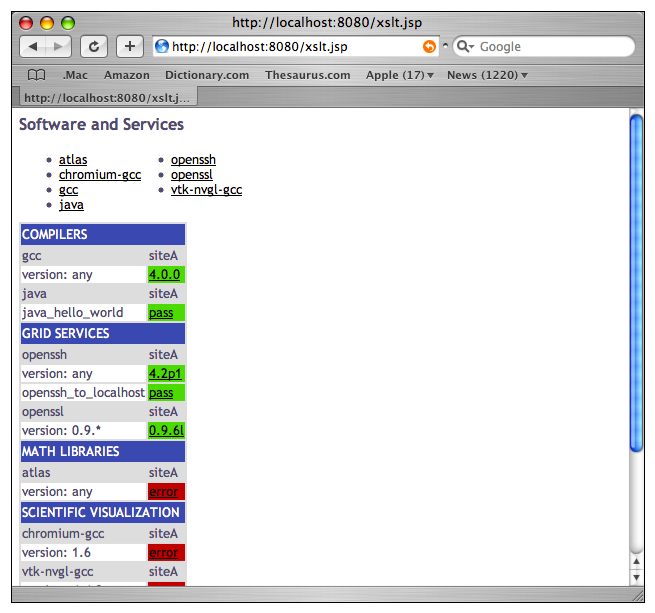 http://localhost:8080/xslt.jsp
http://localhost:8080/xslt.jsp
Google
.Mac Amazon Dictionary.com Thesaurus.com Apple (17) News (1220)
http://localhost:8080/xslt.j...
Software and Services
• atlas
• chromium-gcc
• gcc
• java
• openssh
• openssl
• vtk-nvgl-gcc
COMPILERS
gcc siteA
version: any 4.0.0
java siteA
java_hello_world pass
GRID SERVICES
openssh siteA
version: any 4.2p1
openssh_to_localhost pass
openssl siteA
version: 0.9.* 0.9.6l
MATH LIBRARIES
atlas siteA
version: any error
SCIENTIFIC VISUALIZATION
chromium-gcc siteA
version: 1.6 error
vtk-nvgl-gcc siteA